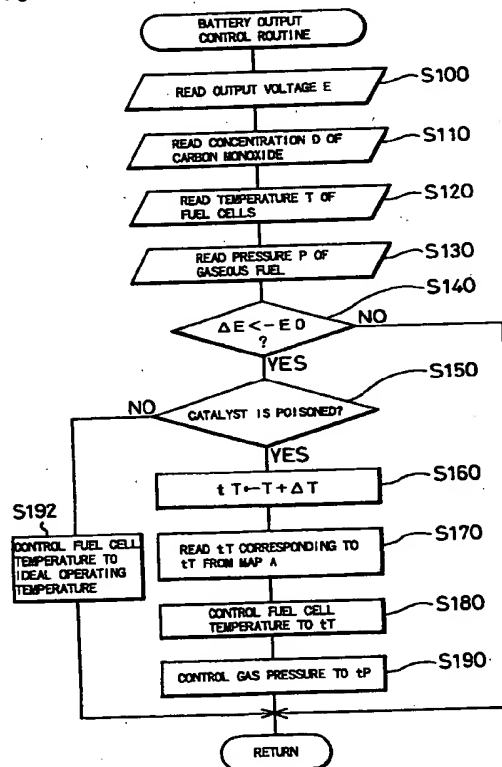 BATTERY OUTPUT
CONTROL ROUTINE
READ OUTPUT VOLTAGE E
S100
READ CONCENTRATION D OF
CARBON MONOXIDE
S110
READ TEMPERATURE T OF
FUEL CELLS
S120
READ PRESSURE P OF
GASEOUS FUEL
S130
ΔE<-E0
?
S140
NO
YES
CATALYST IS POISONED?
S150
NO
YES
tT←T+ΔT
S160
READ tT CORRESPONDING TO
tT FROM MAP A
S170
S192
CONTROL FUEL CELL
TEMPERATURE TO
IDEAL OPERATING
TEMPERATURE
CONTROL FUEL CELL
TEMPERATURE TO tT
S180
CONTROL GAS PRESSURE TO tP
S190
RETURN